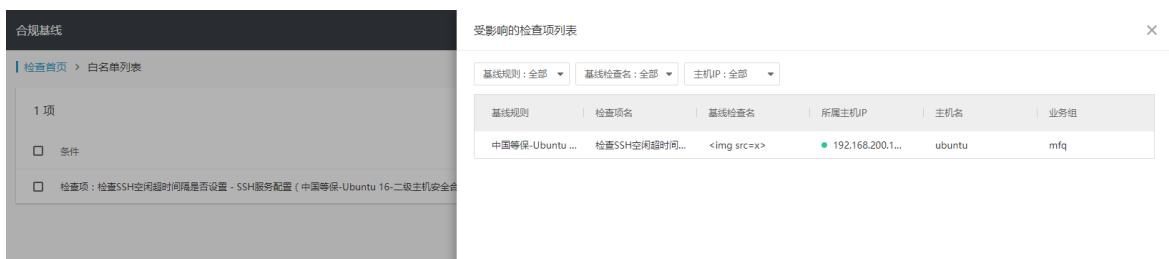 合规基线
检查首页 > 白名单列表
1 项
条件
检查项：检查SSH空闲超时间隔是否设置 - SSH服务配置（中国等保-Ubuntu 16-二级主机安全合
受影响的检查项列表
基线规则：全部 基线检查名：全部 主机IP：全部
基线规则 检查项名 基线检查名 所属主机IP 主机名 业务组
中国等保-Ubuntu ... 检查SSH空闲超时间... <img src=x> 192.168.200.1... ubuntu mfq